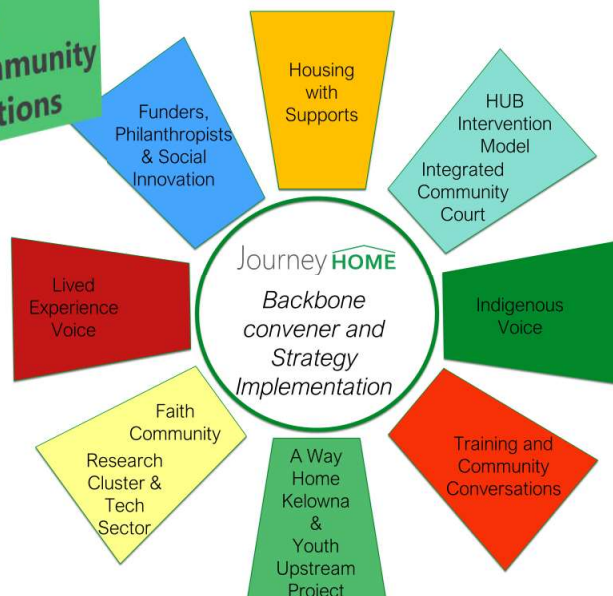 Housing
with
Supports
Funders,
Philanthropists
& Social
Innovation
HUB
Intervention
Model
Integrated
Community
Court
Journey HOME
Backbone
convener and
Strategy
Implementation
Lived
Experience
Voice
Indigenous
Voice
Faith
Community
Research
Cluster &
Tech
Sector
A Way
Home
Kelowna
&
Youth
Upstream
Project
Training and
Community
Conversations